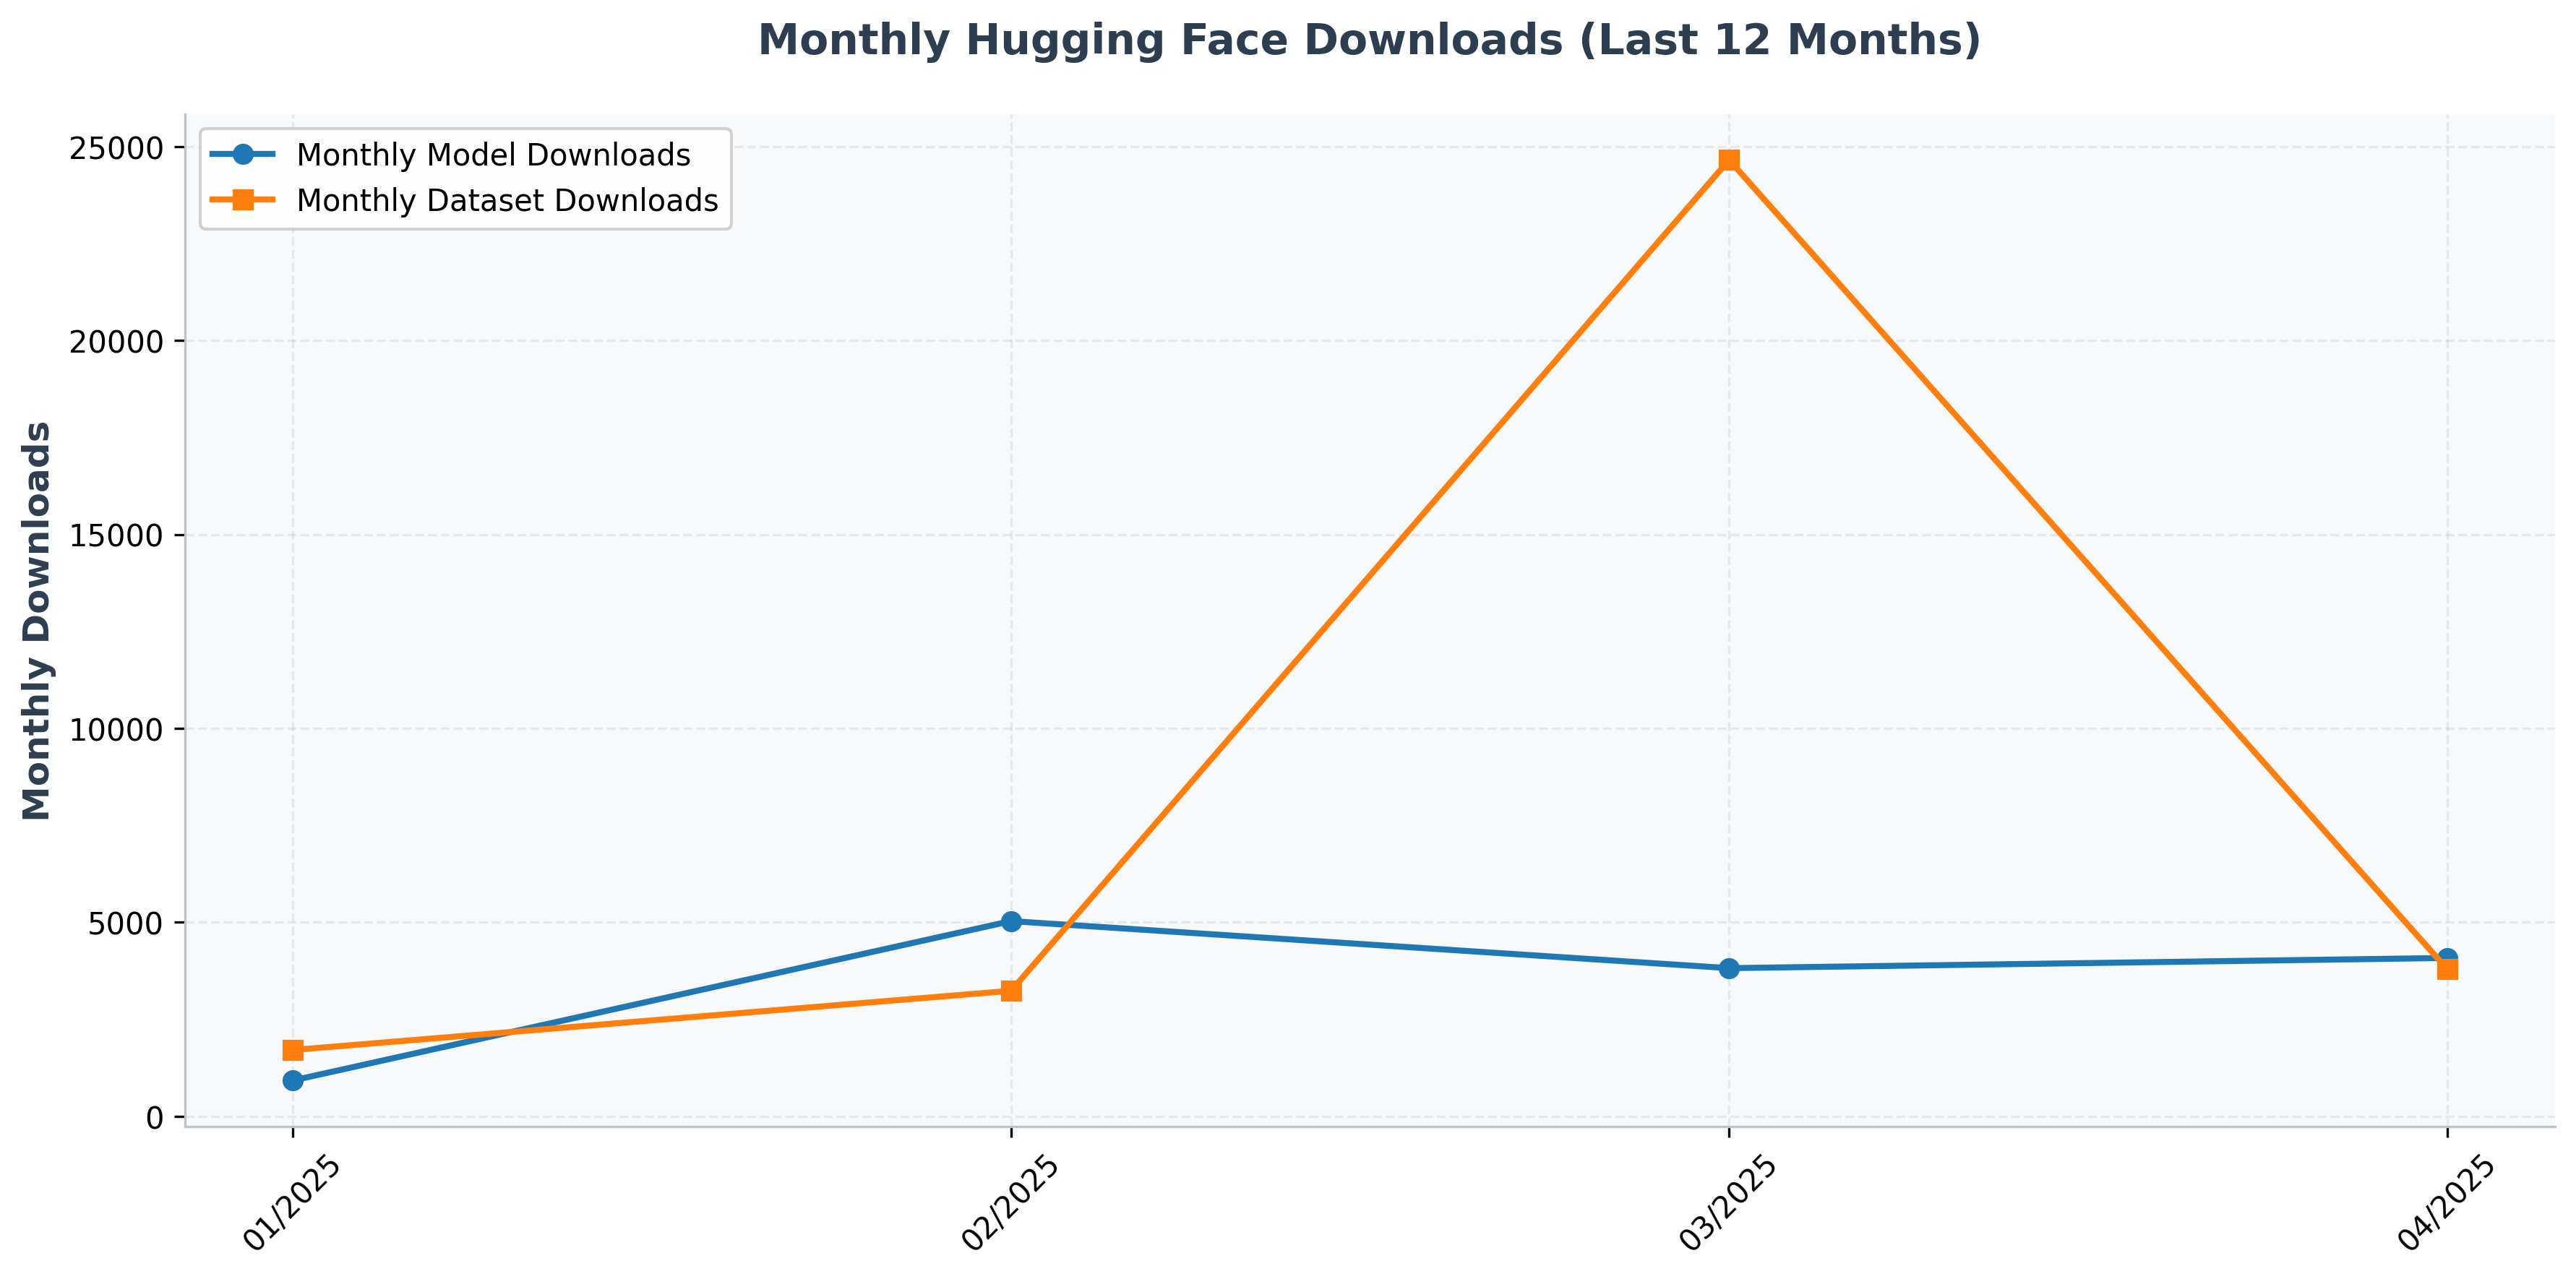 Monthly Hugging Face Downloads (Last 12 Months)
Monthly Model Downloads
Monthly Dataset Downloads
Monthly Downloads
25000
20000
15000
10000
5000
0
01/2025
02/2025
03/2025
04/2025